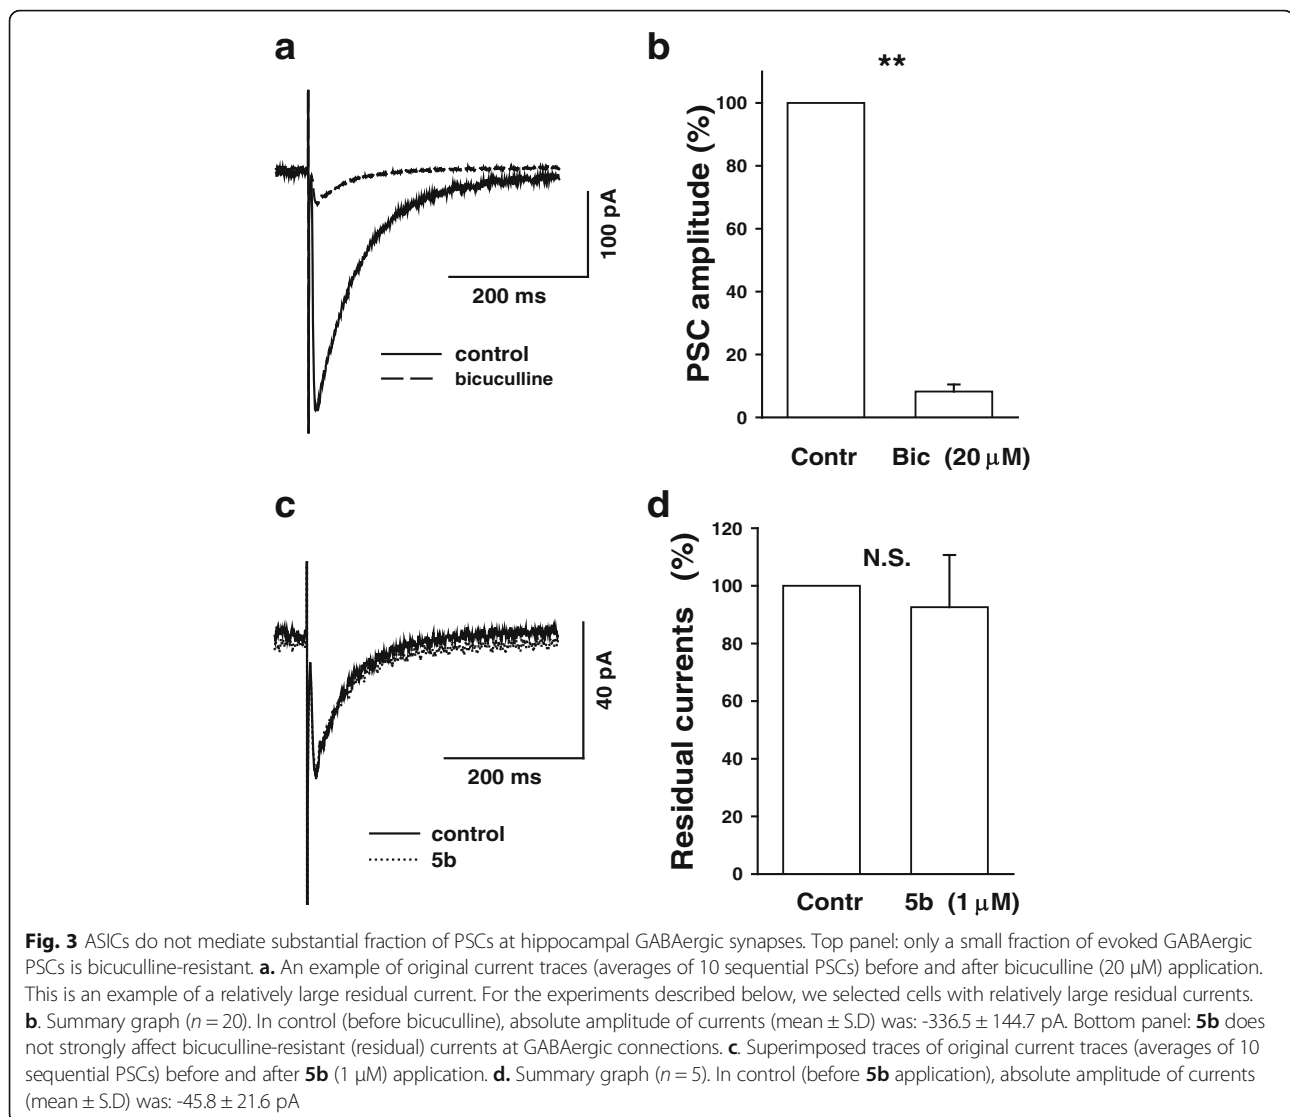 a
100 pA
200 ms
control
bicuculline
b
**
PSC amplitude (%)
100
80
60
40
20
0
Contr
Bic (20 µM)
c
40 pA
200 ms
control
5b
d
N.S.
Residual currents (%)
120
100
80
60
40
20
0
Contr
5b (1 µM)
Fig. 3 ASICs do not mediate substantial fraction of PSCs at hippocampal GABAergic synapses. Top panel: only a small fraction of evoked GABAergic
PSCs is bicuculline-resistant. a. An example of original current traces (averages of 10 sequential PSCs) before and after bicuculline (20 µM) application.
This is an example of a relatively large residual current. For the experiments described below, we selected cells with relatively large residual currents.
b. Summary graph (n = 20). In control (before bicuculline), absolute amplitude of currents (mean ± S.D) was: -336.5 ± 144.7 pA. Bottom panel: 5b does
not strongly affect bicuculline-resistant (residual) currents at GABAergic connections. c. Superimposed traces of original current traces (averages of 10
sequential PSCs) before and after 5b (1 µM) application. d. Summary graph (n = 5). In control (before 5b application), absolute amplitude of currents
(mean ± S.D) was: -45.8 ± 21.6 pA